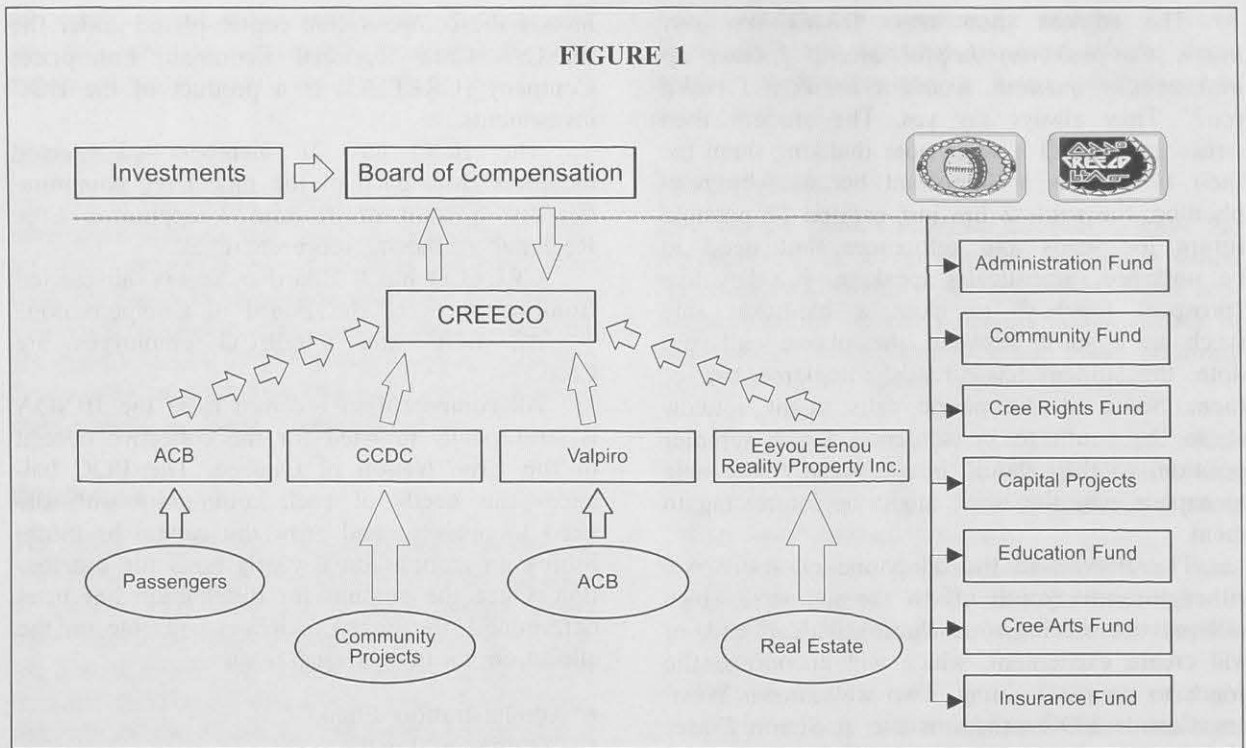 FIGURE 1
Investments
Board of Compensation
CREECO
ACB
CCDC
Valpiro
Eeyou Eenou
Reality Property Inc.
Passengers
Community
Projects
ACB
Real Estate
Administration Fund
Community Fund
Cree Rights Fund
Capital Projects
Education Fund
Cree Arts Fund
Insurance Fund